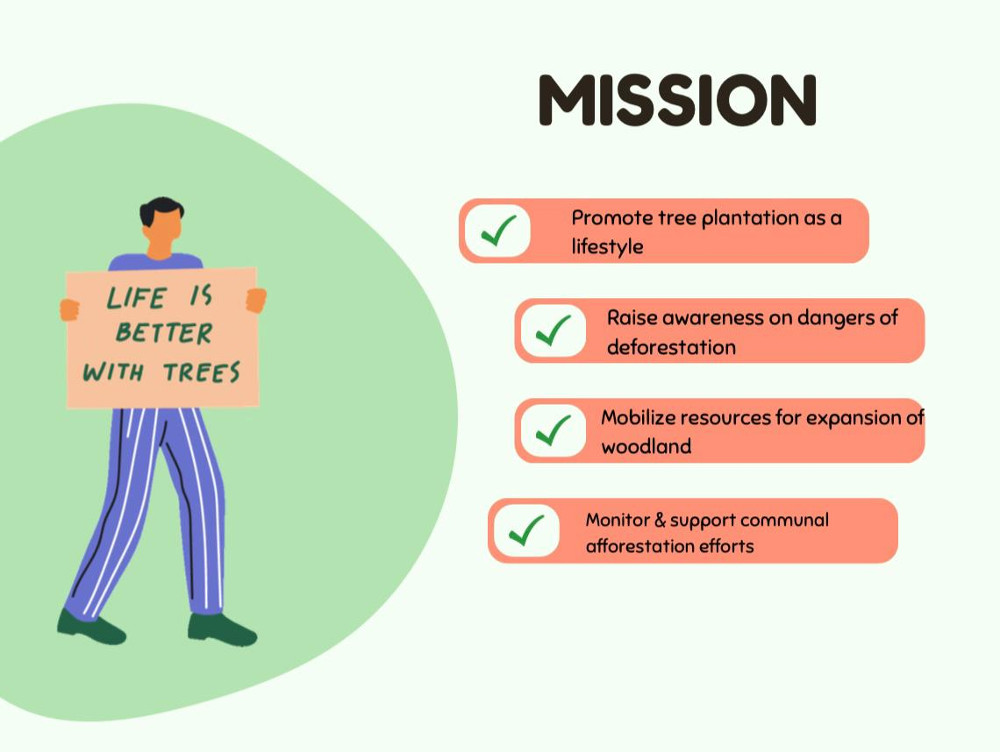 MISSION
Promote tree plantation as a
lifestyle
Raise awareness on dangers of
deforestation
Mobilize resources for expansion of
woodland
Monitor & support communal
afforestation efforts
LIFE IS
BETTER
WITH TREES